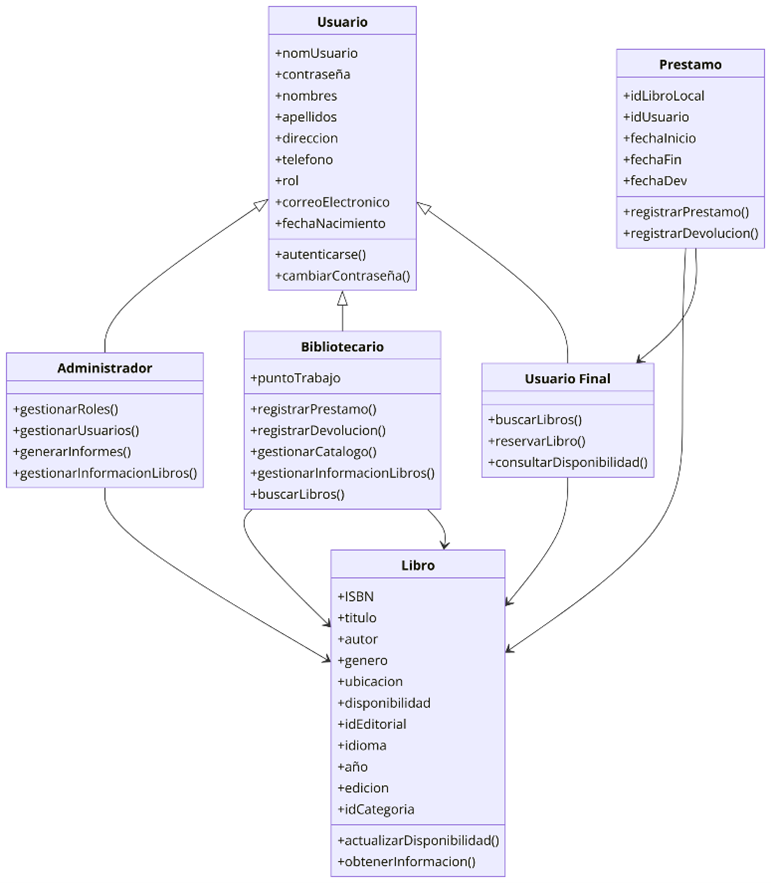 Usuario
+nomUsuario
+contraseña
+nombres
+apellidos
+direccion
+telefono
+rol
+correoElectronico
+fechaNacimiento
+autenticarse()
+cambiarContraseña()
Prestamo
+idLibroLocal
+idUsuario
+fechaInicio
+fechaFin
+fechaDev
+registrarPrestamo()
+registrarDevolucion()
Administrador
+gestionarRoles()
+gestionarUsuarios()
+generarInformes()
+gestionarInformacionLibros()
Bibliotecario
+puntoTrabajo
+registrarPrestamo()
+registrarDevolucion()
+gestionarCatalogo()
+gestionarInformacionLibros()
+buscarLibros()
Usuario Final
+buscarLibros()
+reservarLibro()
+consultarDisponibilidad()
Libro
+ISBN
+titulo
+autor
+genero
+ubicacion
+disponibilidad
+idEditorial
+idioma
+año
+edicion
+idCategoria
+actualizarDisponibilidad()
+obtenerInformacion()